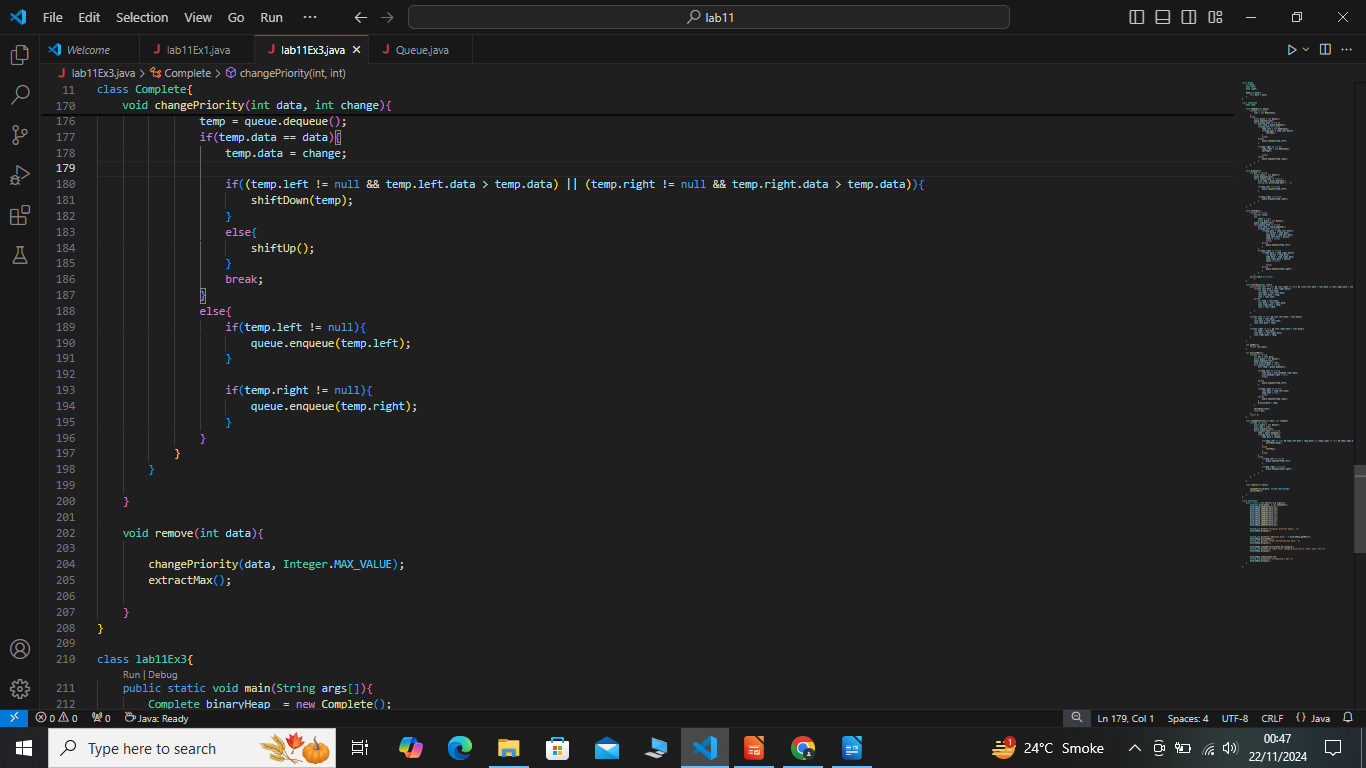 File Edit Selection View Go Run ··· lab11
Welcome lab11Ex1.java lab11Ex3.java Queue.java
lab11Ex3.java > Complete > changePriority(int, int)
11 class Complete{
170 void changePriority(int data, int change){
176 temp = queue.dequeue();
177 if(temp.data == data){
178 temp.data = change;
179
180 if((temp.left != null && temp.left.data > temp.data) || (temp.right != null && temp.right.data > temp.data)){
181 shiftDown(temp);
182 }
183 else{
184 shiftUp();
185 }
186 break;
187 }
188 else{
189 if(temp.left != null){
190 queue.enqueue(temp.left);
191 }
192
193 if(temp.right != null){
194 queue.enqueue(temp.right);
195 }
196 }
197 }
198 }
199
200 }
201
202 void remove(int data){
203
204 changePriority(data, Integer.MAX_VALUE);
205 extractMax();
206
207 }
208 }
209
210 class lab11Ex3{
Run | Debug
211 public static void main(String args[]){
212 Complete binaryHeap = new Complete();
0 0 0 Java: Ready Ln 179, Col 1 Spaces: 4 UTF-8 CRLF {} Java
Type here to search 1 24°C Smoke 00:47
22/11/2024